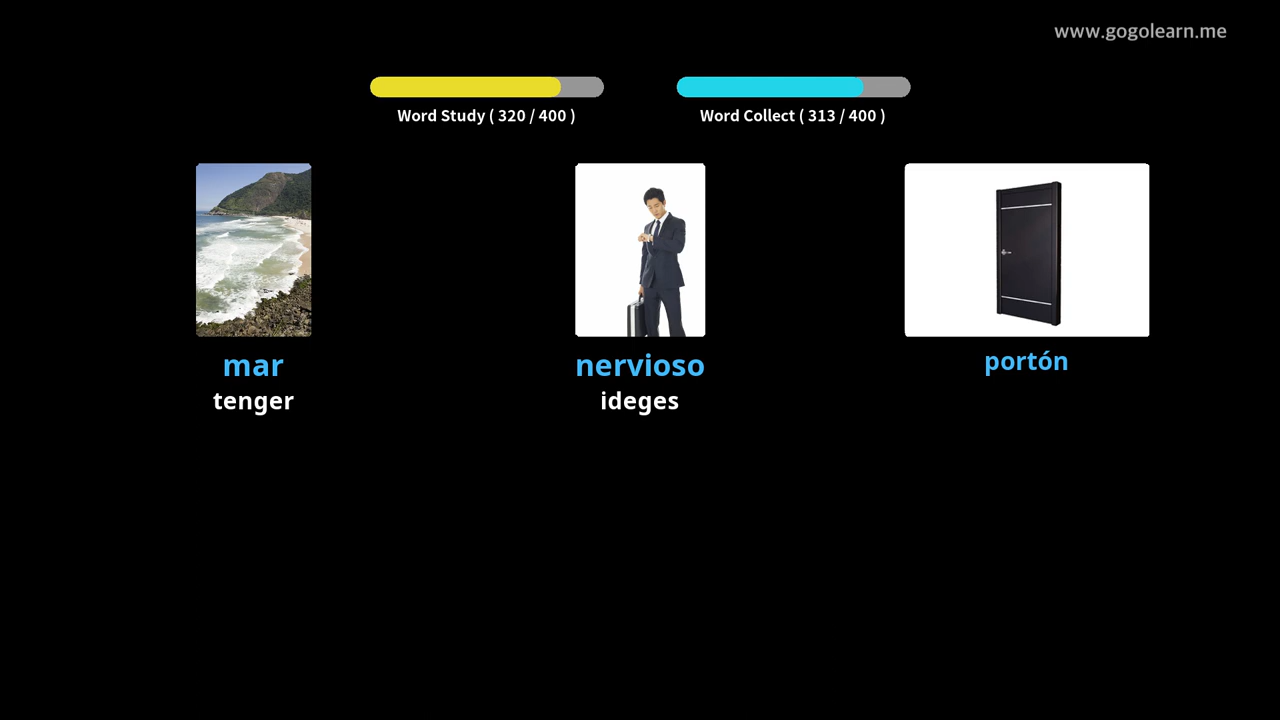 www.gogolearn.me
Word Study ( 320 / 400 )
Word Collect ( 313 / 400 )
mar
tenger
nervioso
ideges
portón